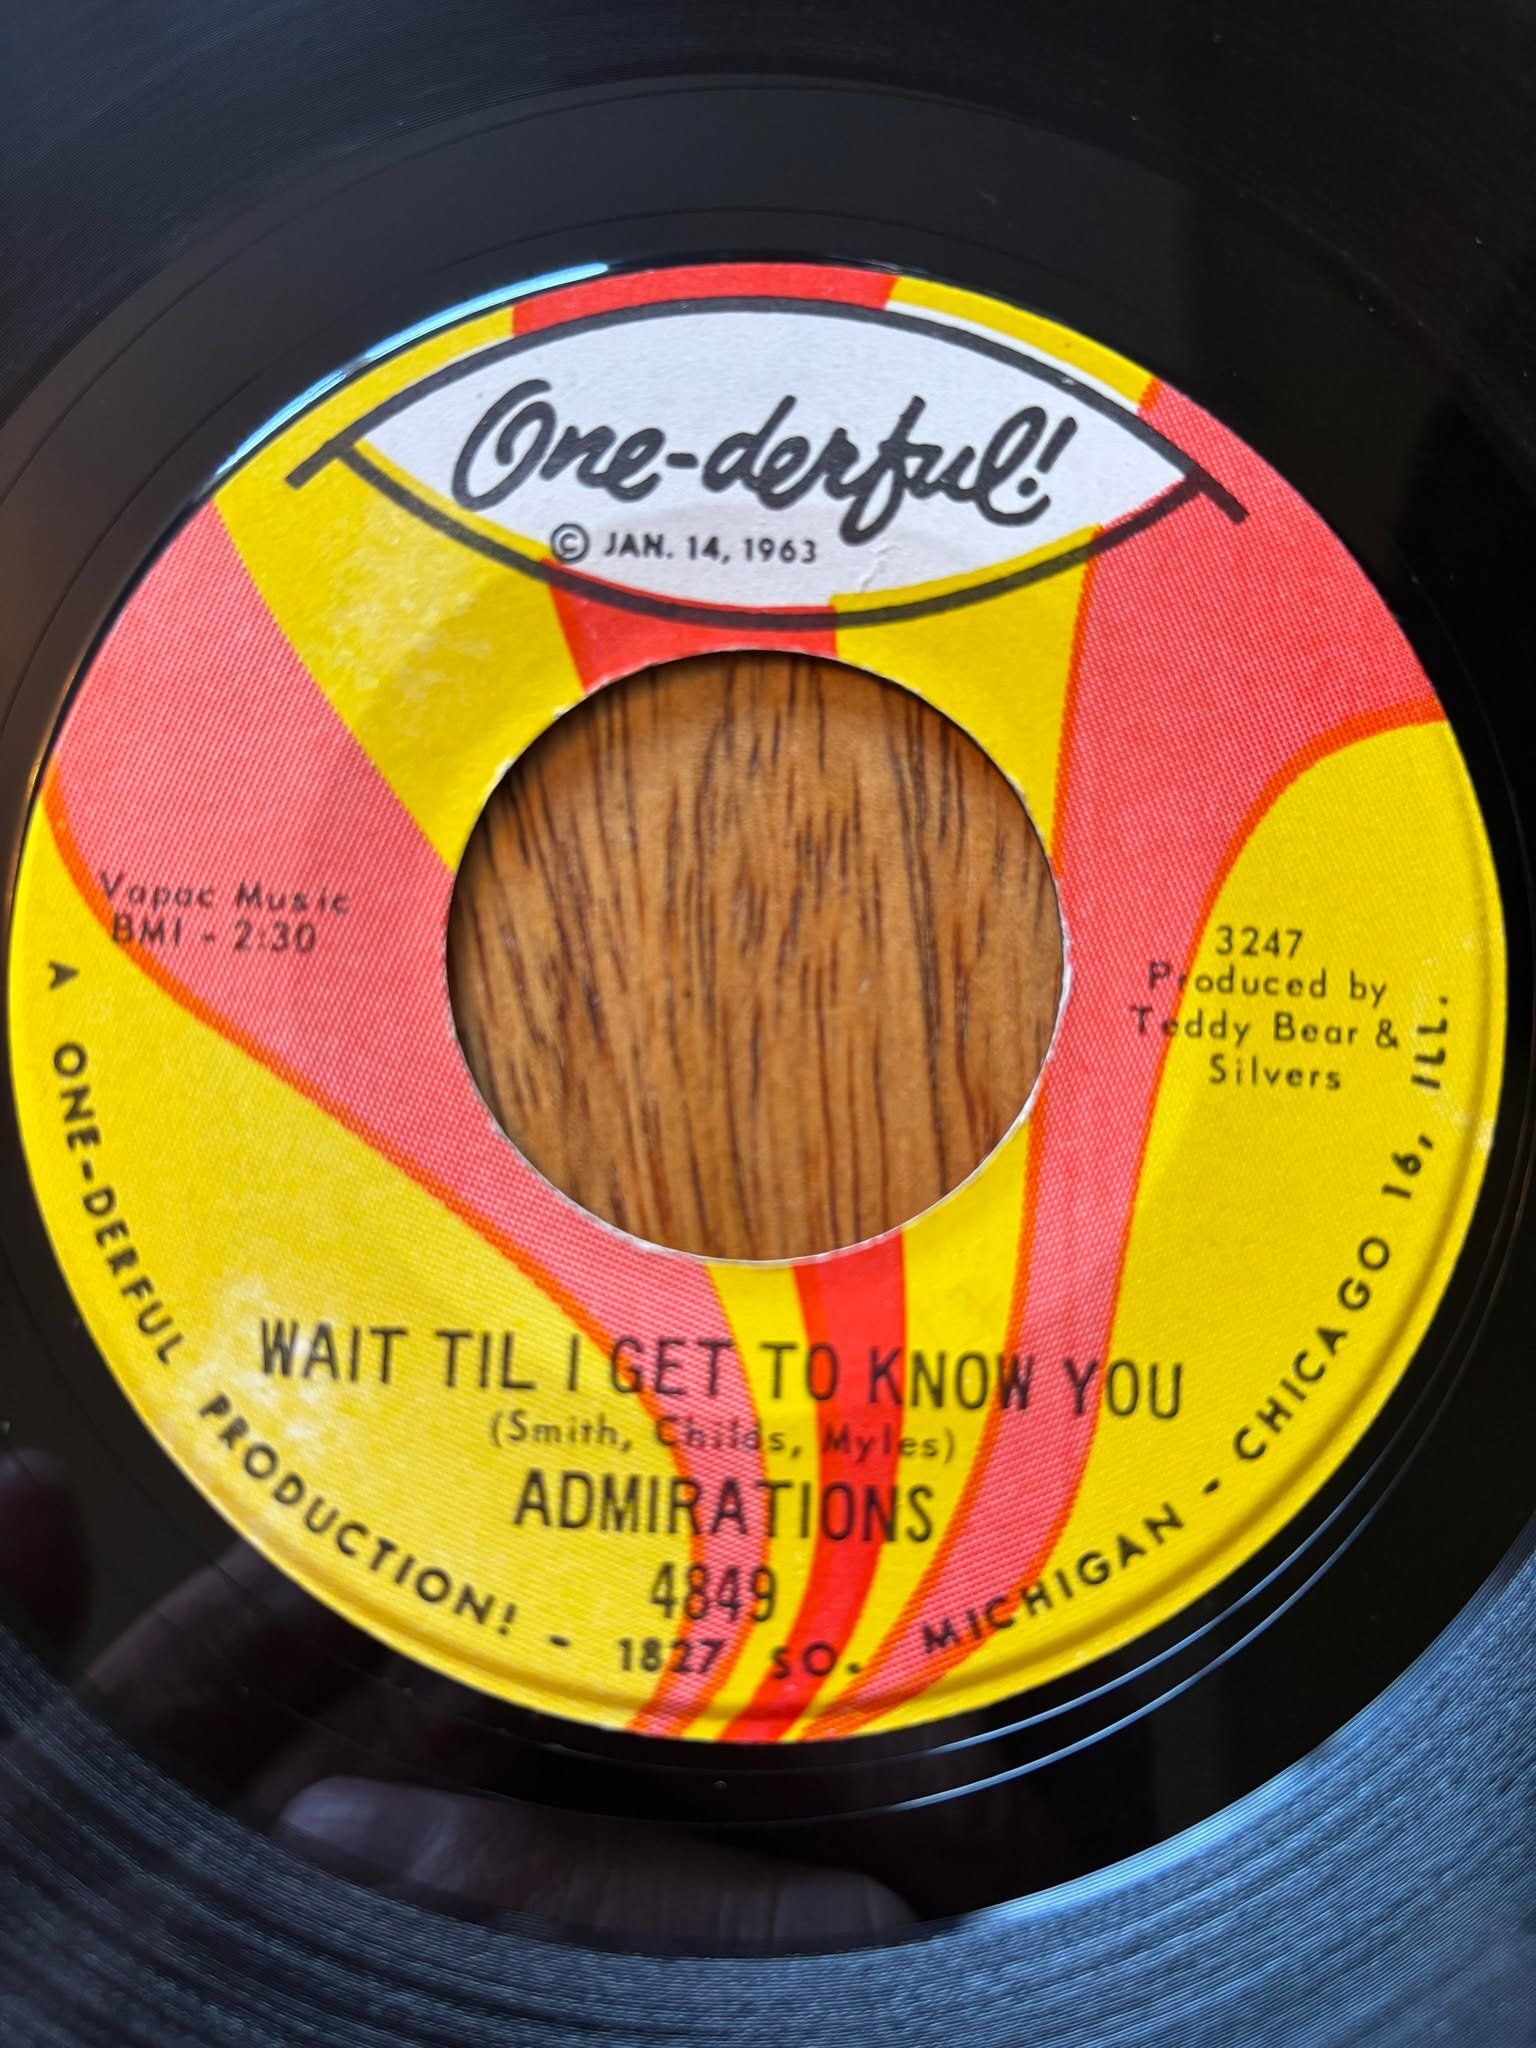 One-derful!
© JAN. 14, 1963
Vapac Music
BMI - 2:30
3247
Produced by
Teddy Bear &
Silvers
WAIT TIL I GET TO KNOW YOU
(Smith, Childs, Myles)
ADMIRATIONS
4849
A ONE-DERFUL PRODUCTION! - 1827 SO. MICHIGAN - CHICAGO 16, ILL.